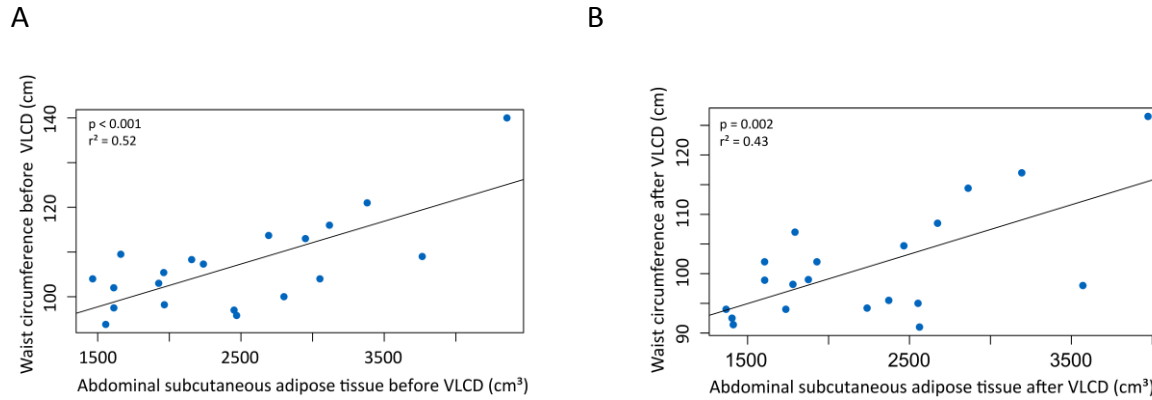 A
Waist circumference before VLCD (cm)
p < 0.001
r² = 0.52
140
120
100
1500
2500
3500
Abdominal subcutaneous adipose tissue before VLCD (cm³)
B
Waist circumference after VLCD (cm)
p = 0.002
r² = 0.43
120
110
100
90
1500
2500
3500
Abdominal subcutaneous adipose tissue after VLCD (cm³)